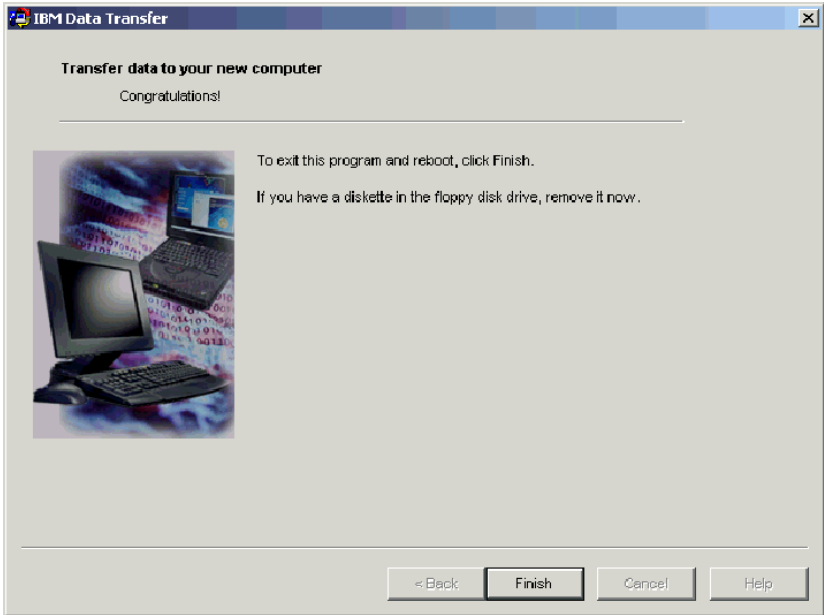 IBM Data Transfer
Transfer data to your new computer
Congratulations!
To exit this program and reboot, click Finish.
If you have a diskette in the floppy disk drive, remove it now.
< Back
Finish
Cancel
Help